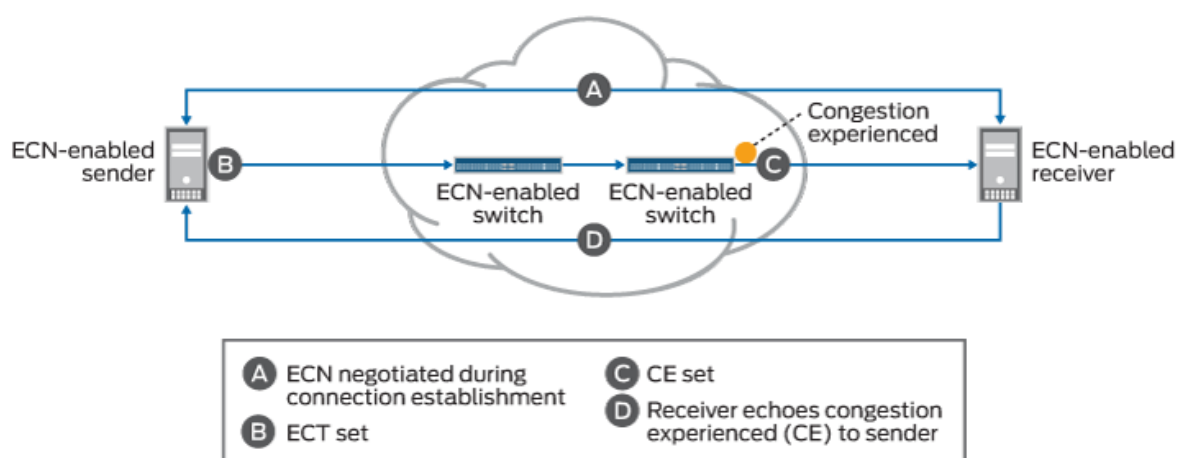 A
Congestion
experienced
ECN-enabled
sender
B
C
ECN-enabled
receiver
ECN-enabled
switch
ECN-enabled
switch
D
A ECN negotiated during
connection establishment
B ECT set
C CE set
D Receiver echoes congestion
experienced (CE) to sender